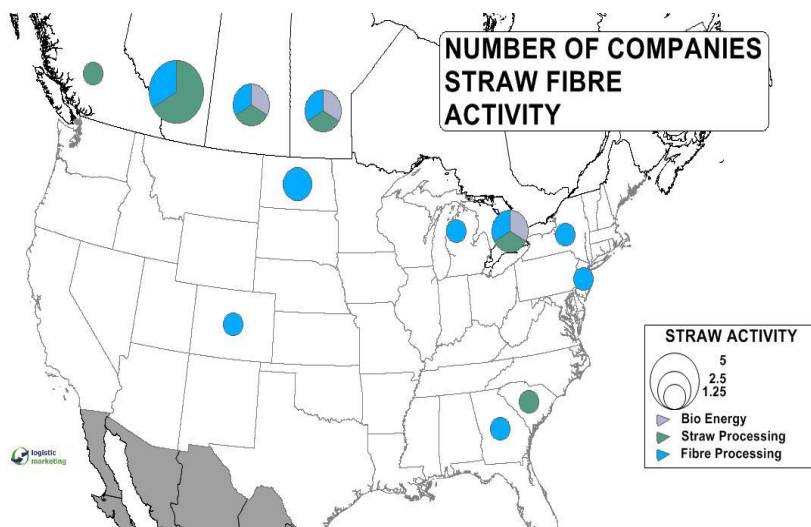 NUMBER OF COMPANIES
STRAW FIBRE
ACTIVITY
STRAW ACTIVITY
5
2.5
1.25
Bio Energy
Straw Processing
Fibre Processing
logistic
marketing